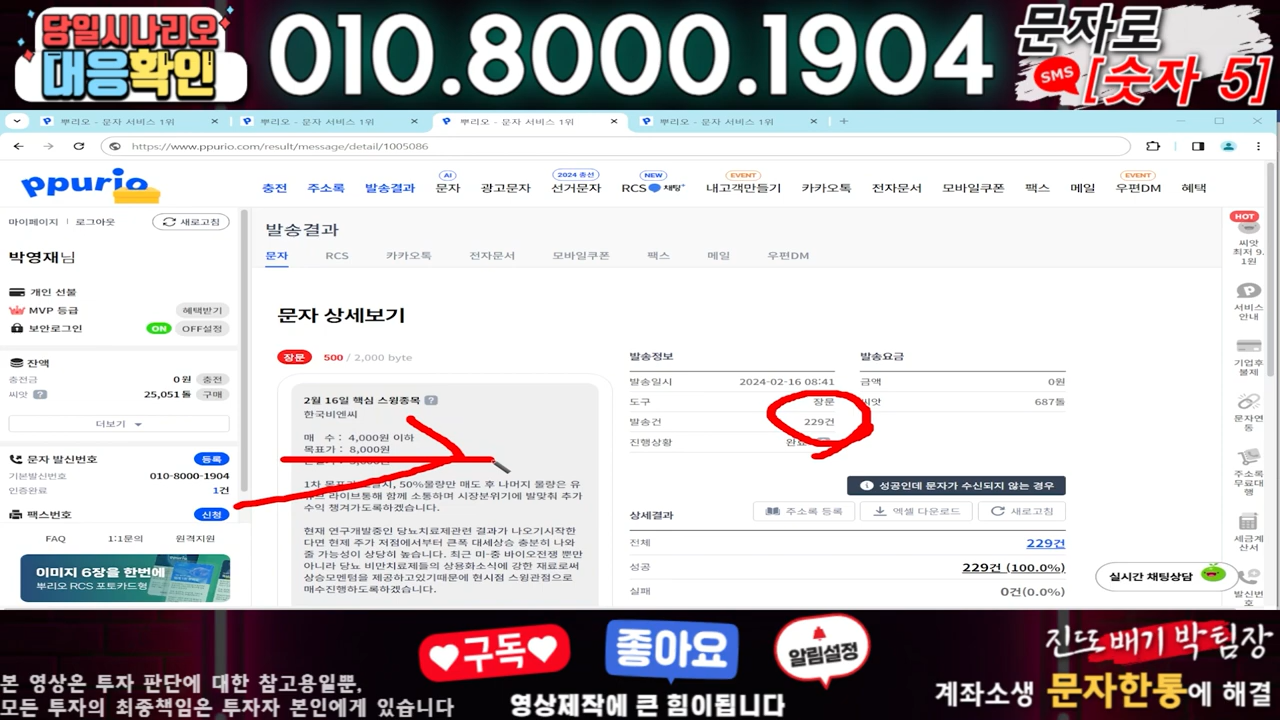 당일시나리오
대응확인
010.8000.1904
문자로
SMS
[숫자 5]
뿌리오 - 문자 서비스 1위
뿌리오 - 문자 서비스 1위
뿌리오 - 문자 서비스 1위
뿌리오 - 문자 서비스 1위
https://www.ppurio.com/result/message/detail/1005086
ppurio
AI
2024 총선
NEW
EVENT
EVENT
충전 주소록 발송결과 문자 광고문자 선거문자 RCS 채팅+ 내고객만들기 카카오톡 전자문서 모바일쿠폰 팩스 메일 우편DM 혜택
마이페이지 | 로그아웃
새로고침
박영재님
개인 선불
MVP 등급 혜택받기
보안로그인 ON OFF설정
잔액
충전금 0원 충전
씨앗 ? 25,051톨 구매
더보기
문자 발신번호 등록
기본발신번호 010-8000-1904
인증완료 1건
팩스번호 신청
FAQ 1:1문의 원격지원
이미지 6장을 한번에
뿌리오 RCS 포토카드형
발송결과
문자 RCS 카카오톡 전자문서 모바일쿠폰 팩스 메일 우편DM
문자 상세보기
장문 500 / 2,000 byte
2월 16일 핵심 스윙종목 ?
한국비엔씨
매 수 : 4,000원 이하
목표가 : 8,000원
1차 목표가 50%물량만 매도 후 나머지 물량은 유
라이브통해 함께 소통하며 시장분위기에 발맞춰 추가
수익 챙겨가도록하겠습니다.
현재 연구개발중인 당뇨치료제관련 결과가 나오기시작한
다면 현재 주가 저점에서부터 큰폭 대세상승 충분히 나와
줄 가능성이 상당히 높습니다. 최근 미-중 바이오전쟁 뿐만
아니라 당뇨 비만치료제들의 상용화소식에 강한 재료로써
상승모멘텀을 제공하고있기때문에 현시점 스윙관점으로
매수진행하도록하겠습니다.
발송정보
발송일시 2024-02-16 08:41
도구 장문
발송건 229건
진행상황 완료
발송요금
금액 0원
씨앗 687톨
성공인데 문자가 수신되지 않는 경우
상세결과
주소록 등록 엑셀 다운로드 새로고침
전체 229건
성공 229건 (100.0%)
실패 0건(0.0%)
HOT
씨앗
최저 9.
1원
서비스
안내
기업후
불제
문자연
동
주소록
무료대
행
세금계
산서
발신번
호
실시간 채팅상담
본 영상은 투자 판단에 대한 참고용일뿐,
모든 투자의 최종책임은 투자자 본인에게 있습니다
구독
좋아요
알림설정
영상제작에 큰 힘이됩니다
진또배기 박팀장
계좌소생 문자한통에 해결